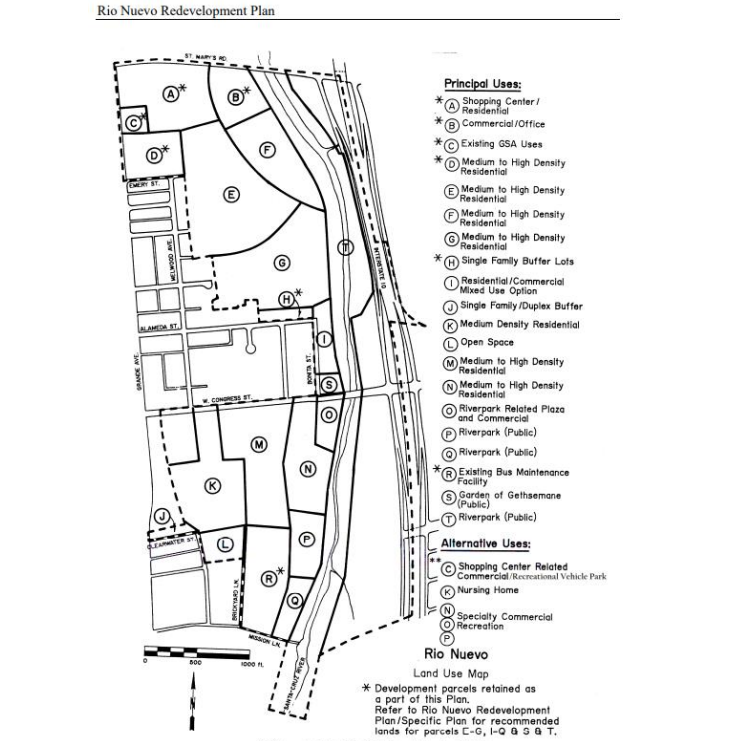 Rio Nuevo Redevelopment Plan
ST. MARY'S RD.
A*
B*
C*
D*
EMERY ST.
F
E
MELWOOD AVE.
G
T
INTERSTATE 10
H*
ALAMEDA ST.
GRANDE AVE.
I
BONITA ST.
S
W. CONGRESS ST.
O
M
N
K
J
CLEARWATER ST.
L
P
R*
BRICKYARD LN.
Q
MISSION LN.
SANTA CRUZ RIVER
0 500 1000 ft.
Principal Uses:
* A Shopping Center/
Residential
* B Commercial/Office
* C Existing GSA Uses
* D Medium to High Density
Residential
E Medium to High Density
Residential
F Medium to High Density
Residential
G Medium to High Density
Residential
* H Single Family Buffer Lots
I Residential/Commercial
Mixed Use Option
J Single Family/Duplex Buffer
K Medium Density Residential
L Open Space
M Medium to High Density
Residential
N Medium to High Density
Residential
O Riverpark Related Plaza
and Commercial
P Riverpark (Public)
Q Riverpark (Public)
* R Existing Bus Maintenance
Facility
S Garden of Gethsemane
(Public)
T Riverpark (Public)
Alternative Uses:
** C Shopping Center Related
Commercial/Recreational Vehicle Park
K Nursing Home
N
O Specialty Commercial
P Recreation
Rio Nuevo
Land Use Map
* Development parcels retained as
a part of this Plan.
Refer to Rio Nuevo Redevelopment
Plan/Specific Plan for recommended
lands for parcels E-G, I-Q & S & T.